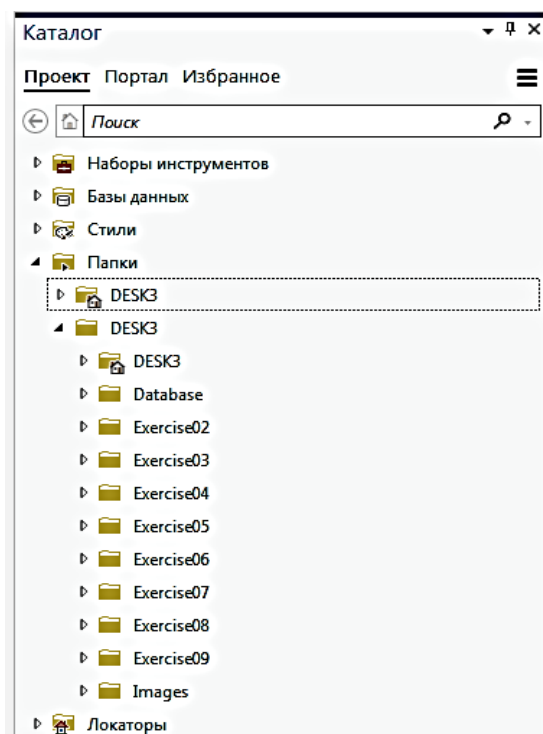 Каталог
Проект Портал Избранное
Поиск
Наборы инструментов
Базы данных
Стили
Папки
DESK3
DESK3
DESK3
Database
Exercise02
Exercise03
Exercise04
Exercise05
Exercise06
Exercise07
Exercise08
Exercise09
Images
Локаторы